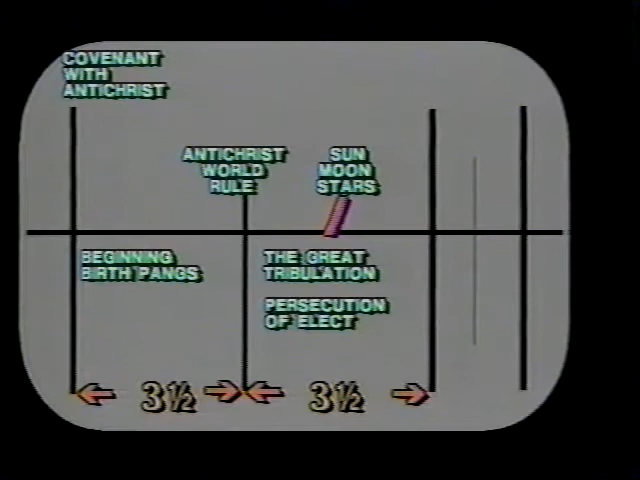 COVENANT
WITH
ANTICHRIST
ANTICHRIST
WORLD
RULE
SUN
MOON
STARS
BEGINNING
BIRTH PANGS
THE GREAT
TRIBULATION
PERSECUTION
OF ELECT
3½
3½